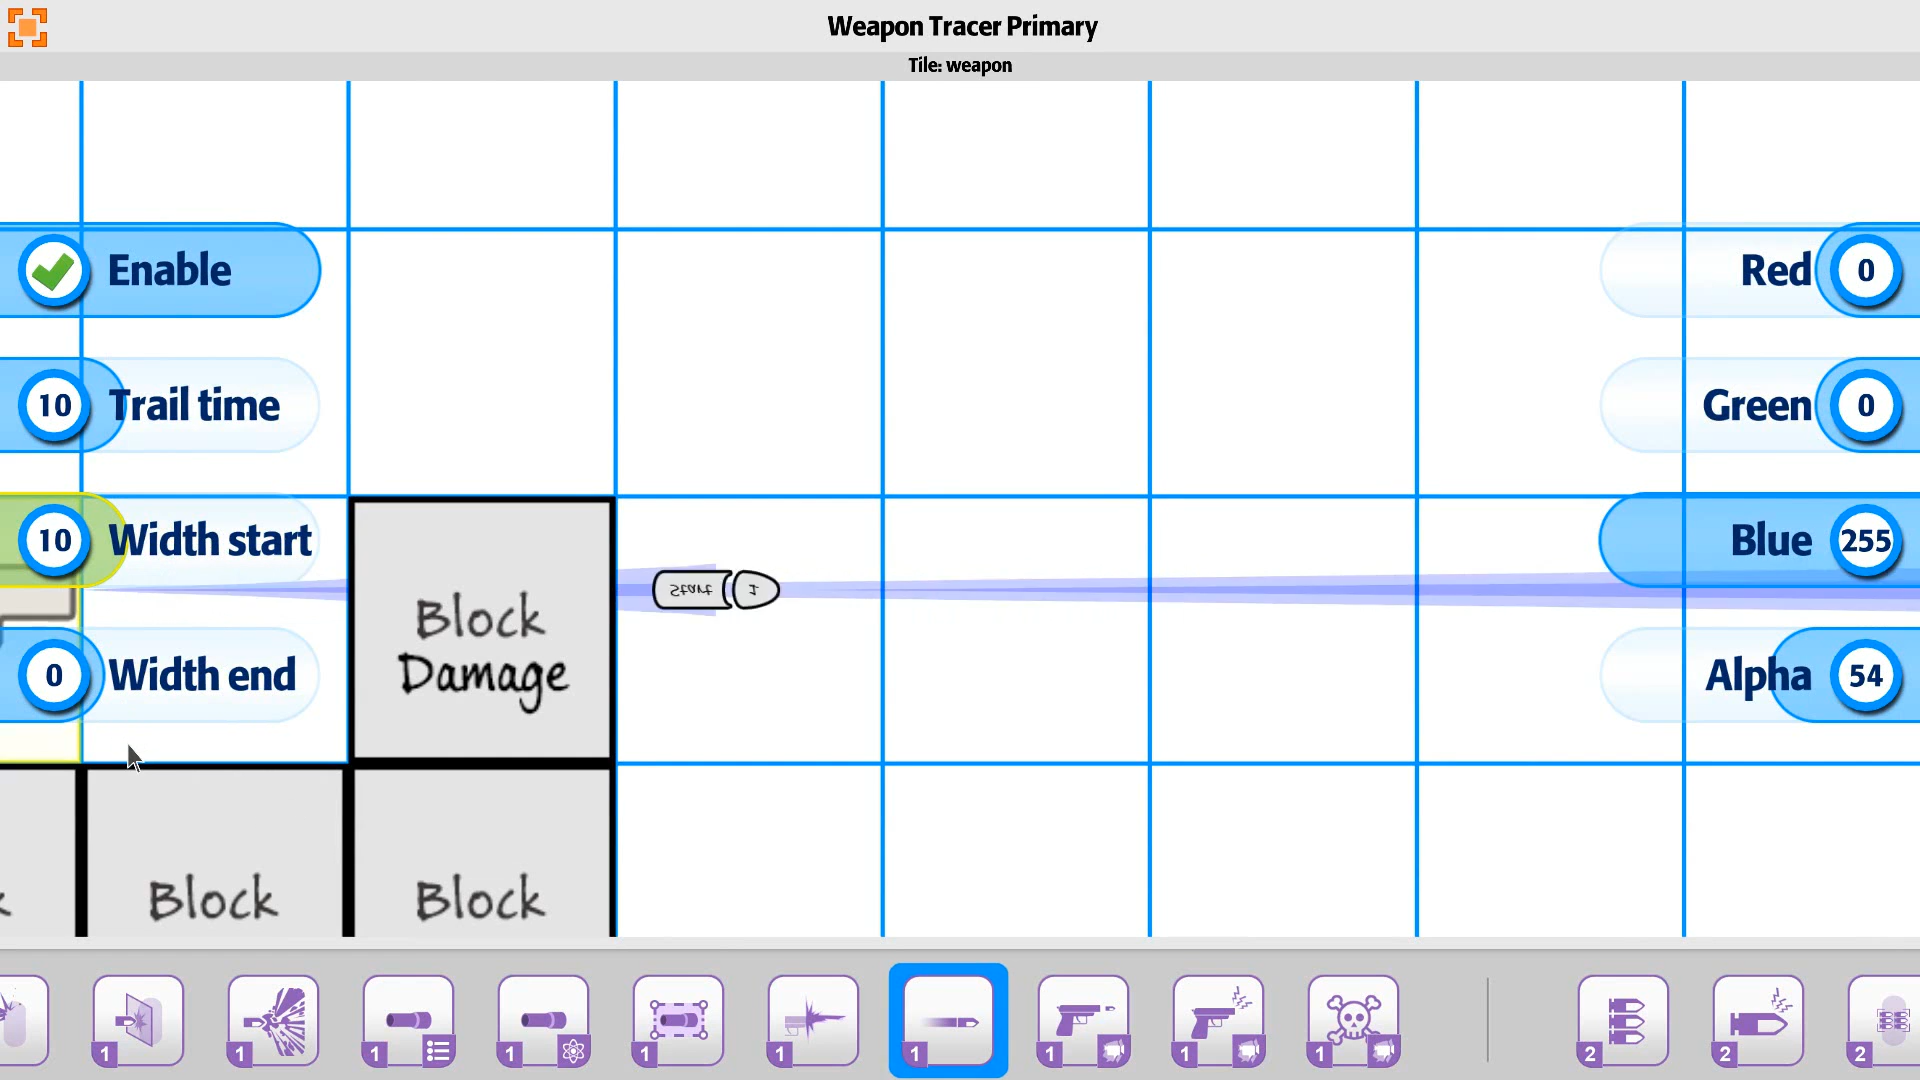 Weapon Tracer Primary
Tile: weapon
Enable
10 Trail time
10 Width start
0 Width end
Red 0
Green 0
Blue 255
Alpha 54
Block
Damage
Start 1
Block
Block
1
1
1
1
1
1
1
1
1
1
2
2
2